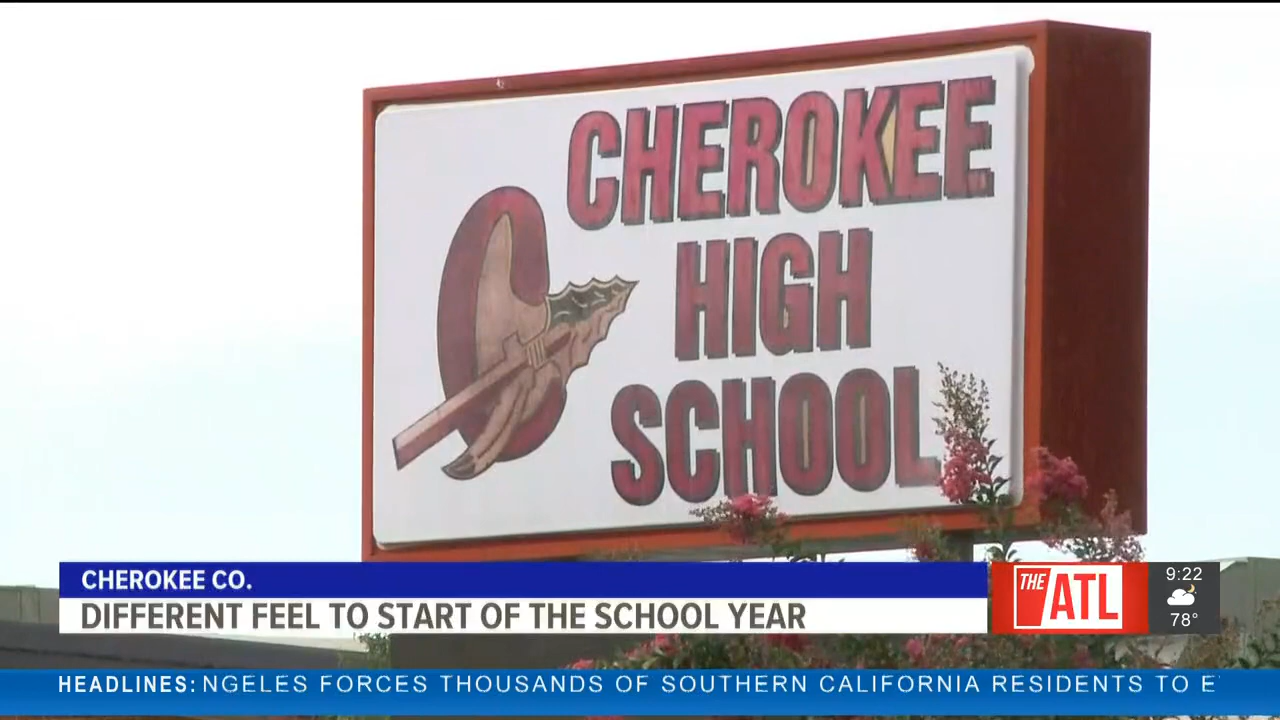 CHEROKEE
HIGH
SCHOOL
CHEROKEE CO.
DIFFERENT FEEL TO START OF THE SCHOOL YEAR
THE ATL
9:22
78°
HEADLINES: NGELES FORCES THOUSANDS OF SOUTHERN CALIFORNIA RESIDENTS TO